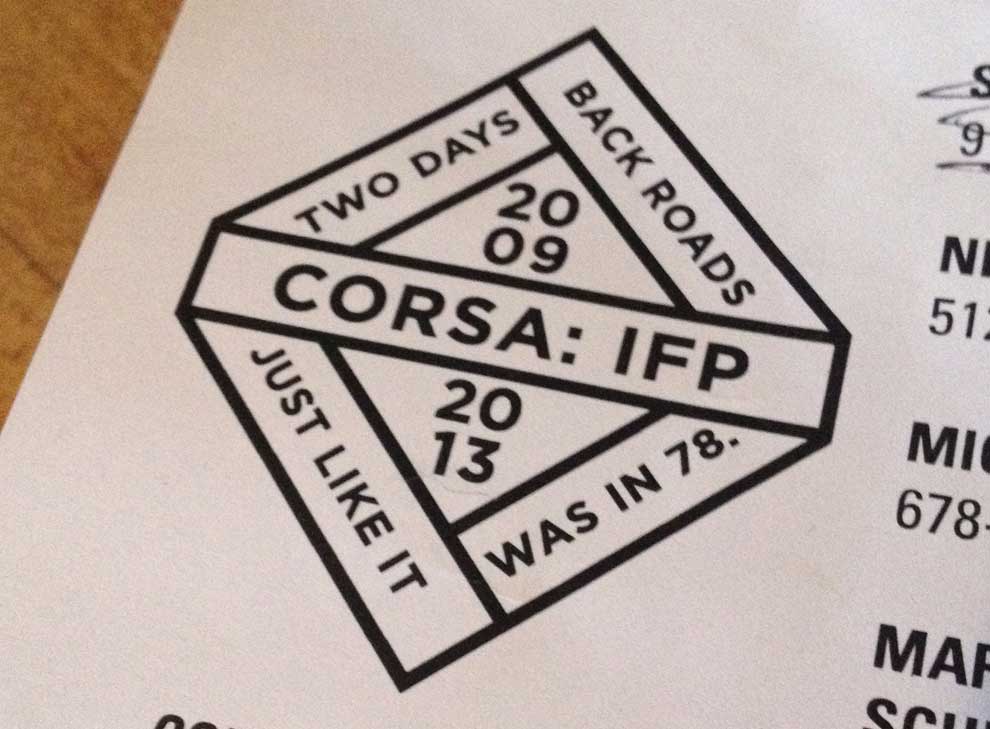 TWO DAYS
BACK ROADS
20
09
CORSA: IFP
20
13
JUST LIKE IT
WAS IN 78.
9
512
MIC
678-
MAR